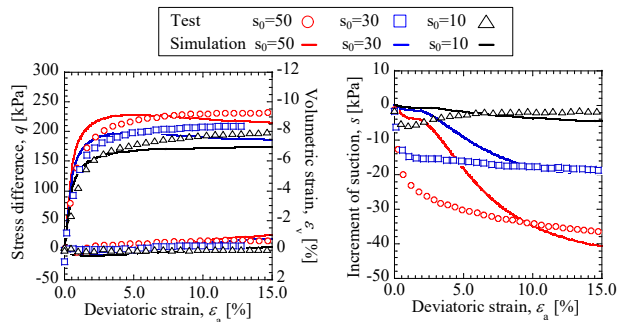 Test s₀=50 s₀=30 s₀=10
Simulation s₀=50 s₀=30 s₀=10
Stress difference, q [kPa]
300
250
200
150
100
50
0
-50
-12
-10
-8
-6
-4
-2
0
2
Volumetric strain, εᵥ [%]
0.0 5.0 10.0 15.0
Deviatoric strain, εₐ [%]
Increment of suction, s [kPa]
10
0
-10
-20
-30
-40
-50
0.0 5.0 10.0 15.0
Deviatoric strain, εₐ [%]